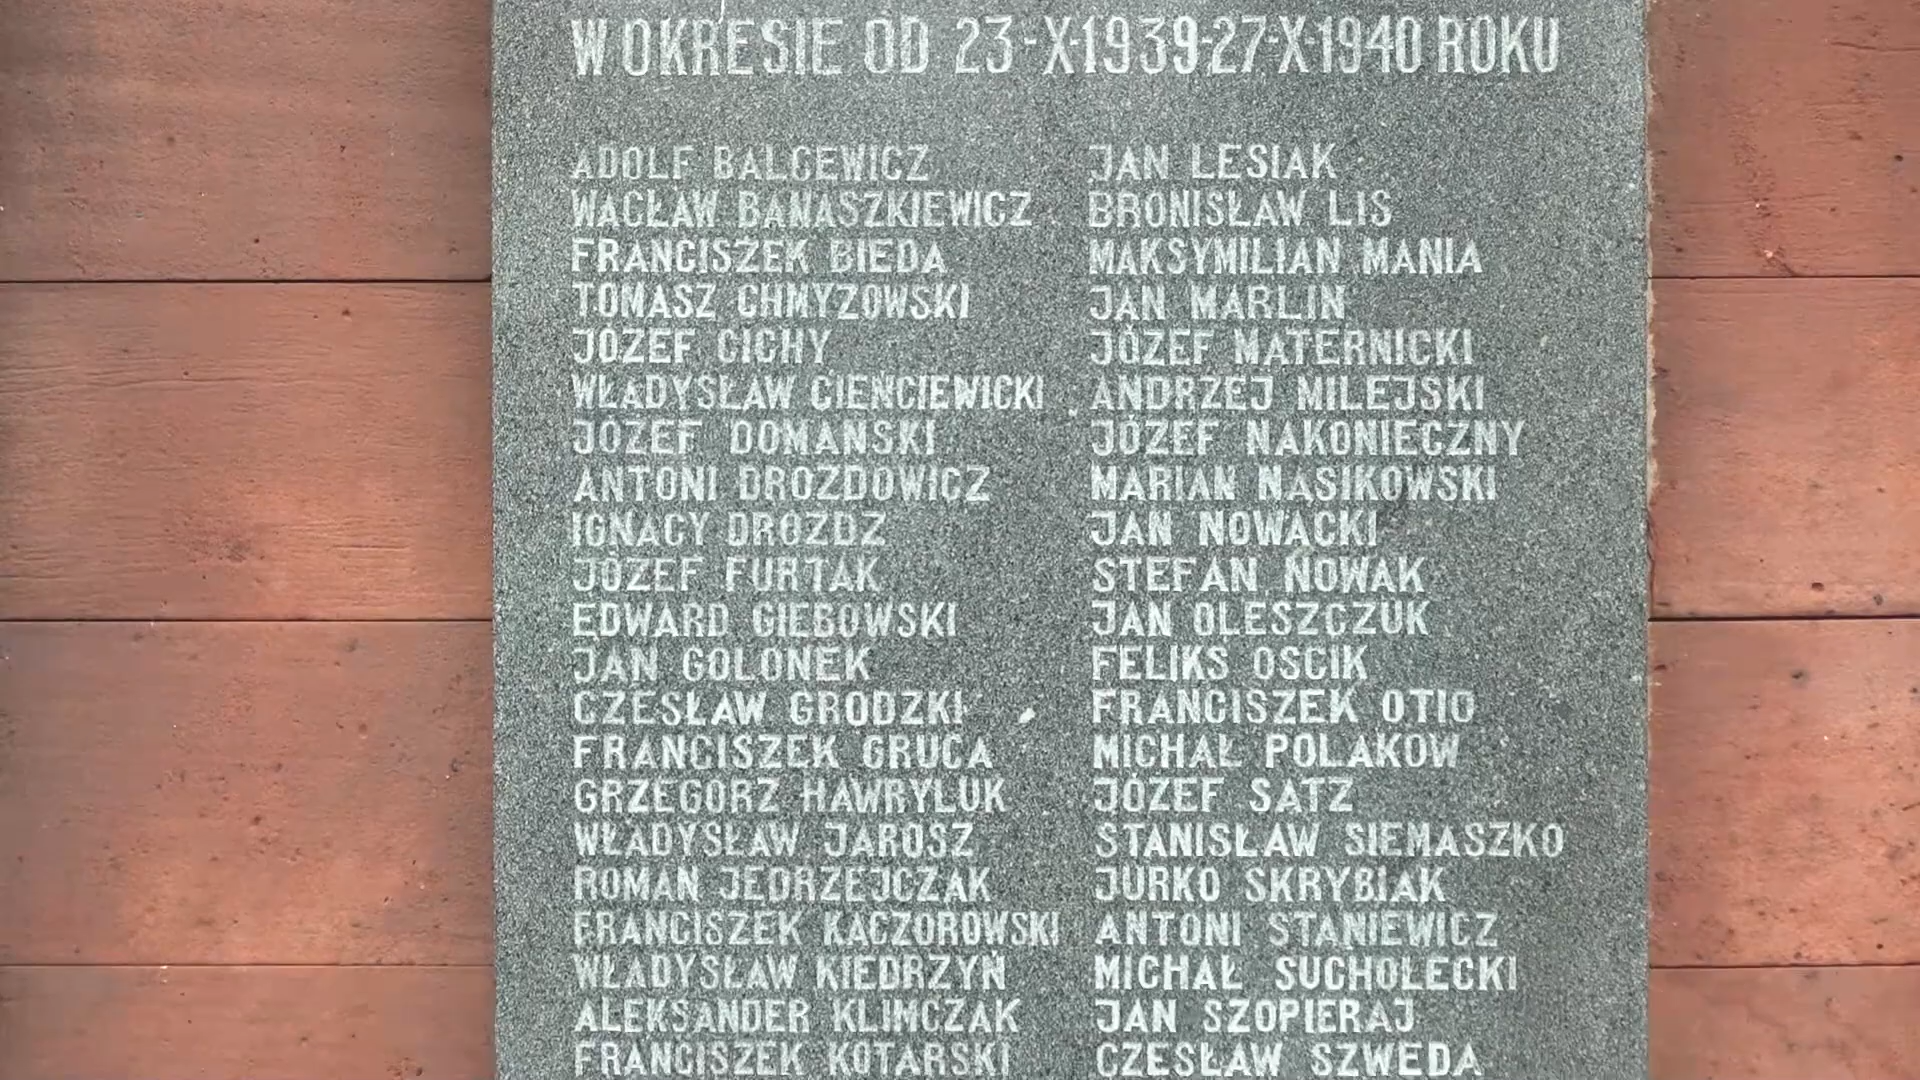 W OKRESIE OD 23-X-1939-27-X-1940 ROKU
ADOLF BALCEWICZ
WACŁAW BANASZKIEWICZ
FRANCISZEK BIEDA
TOMASZ CHMYZOWSKI
JÓZEF CICHY
WŁADYSŁAW CIEŃCIEWICKI
JÓZEF DOMAŃSKI
ANTONI DROZDOWICZ
IGNACY DROZDZ
JÓZEF FURTAK
EDWARD GIEBOWSKI
JAN GOLONEK
CZESŁAW GRODZKI
FRANCISZEK GRUCA
GRZEGORZ HAWRYLUK
WŁADYSŁAW JAROSZ
ROMAN JEDRZEJCZAK
FRANCISZEK KACZOROWSKI
WŁADYSŁAW KIEDRZYŃ
ALEKSANDER KLIMCZAK
FRANCISZEK KOTARSKI
JAN LESIAK
BRONISŁAW LIS
MAKSYMILIAN MANIA
JAN MARLIN
JÓZEF MATERNICKI
ANDRZEJ MILEJSKI
JÓZEF NAKONIECZNY
MARIAN NASIKOWSKI
JAN NOWACKI
STEFAN NOWAK
JAN OLESZCZUK
FELIKS OSCIK
FRANCISZEK OTIO
MICHAŁ POLAKOW
JÓZEF SATZ
STANISŁAW SIEMASZKO
JURKO SKRYBIAK
ANTONI STANIEWICZ
MICHAŁ SUCHOLECKI
JAN SZOPIERAJ
CZESŁAW SZWEDA